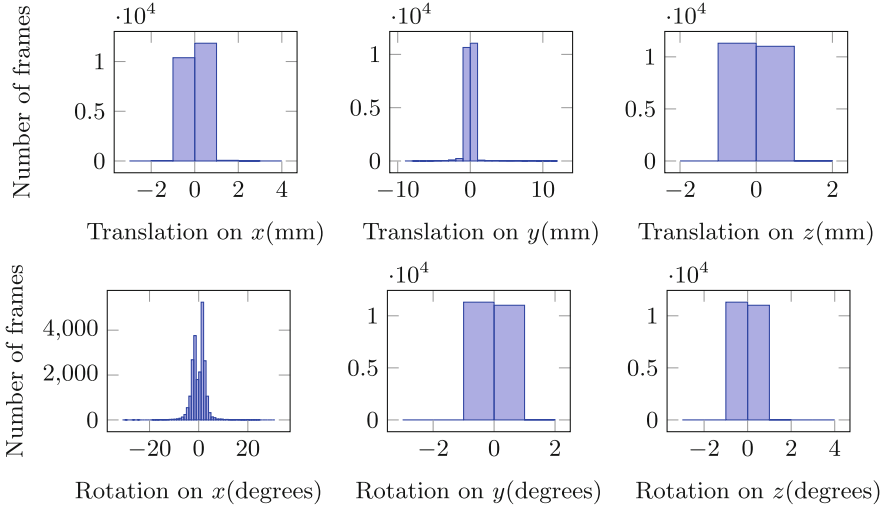 ·10⁴ ·10⁴ ·10⁴
Number of frames
1 1 1
0.5 0.5 0.5
0 0 0
−2 0 2 4 −10 0 10 −2 0 2
Translation on x(mm) Translation on y(mm) Translation on z(mm)
·10⁴ ·10⁴
Number of frames
4,000 1 1
2,000 0.5 0.5
0 0 0
−20 0 20 −2 0 2 −2 0 2 4
Rotation on x(degrees) Rotation on y(degrees) Rotation on z(degrees)